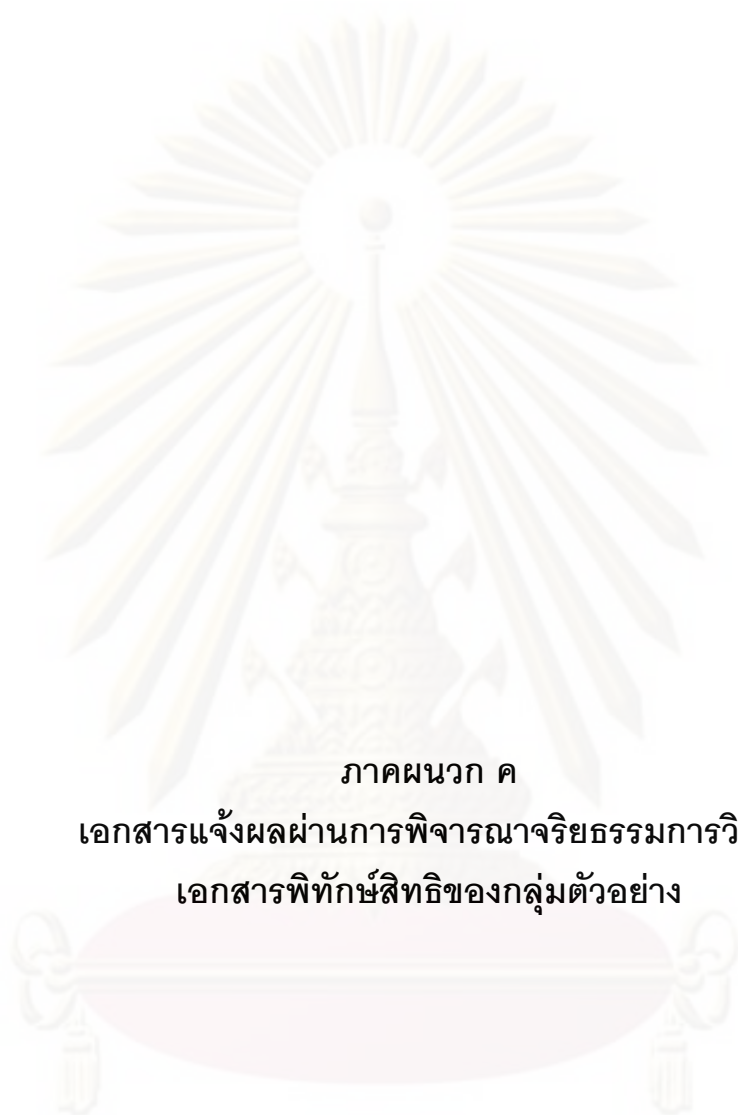 ภาคผนวก ค
เอกสารแจ้งผลผ่านการพิจารณาจริยธรรมการวิ
เอกสารพิทักษ์สิทธิของกลุ่มตัวอย่าง